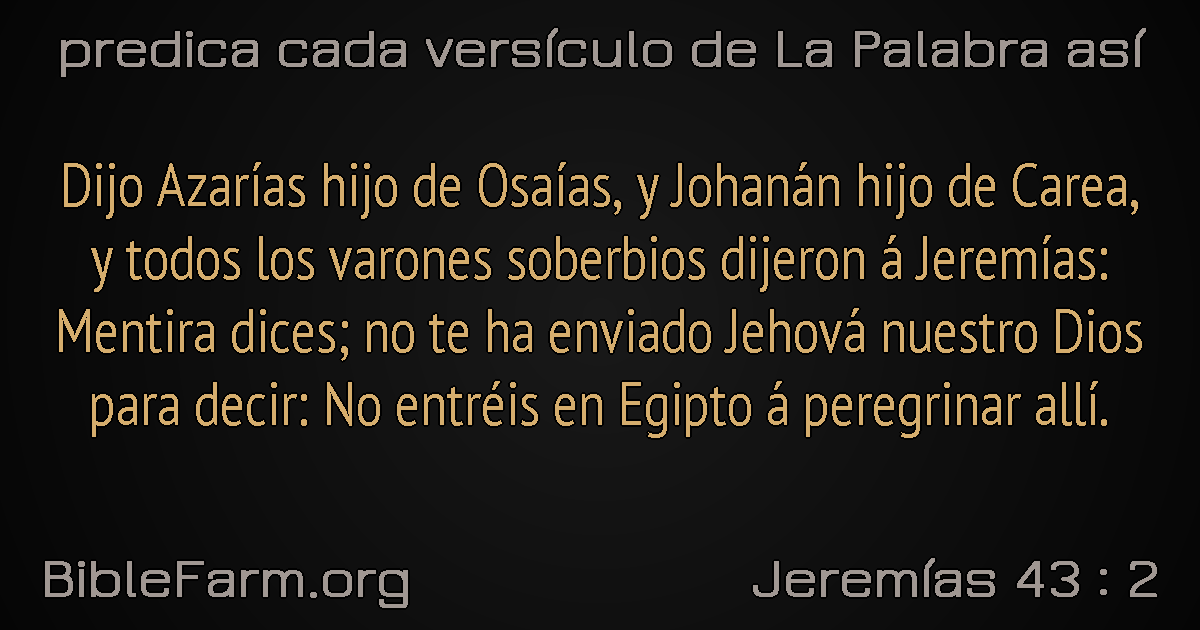 predica cada versículo de La Palabra así
Dijo Azarías hijo de Osaías, y Johanán hijo de Carea,
y todos los varones soberbios dijeron á Jeremías:
Mentira dices; no te ha enviado Jehová nuestro Dios
para decir: No entréis en Egipto á peregrinar allí.
BibleFarm.org
Jeremías 43 : 2